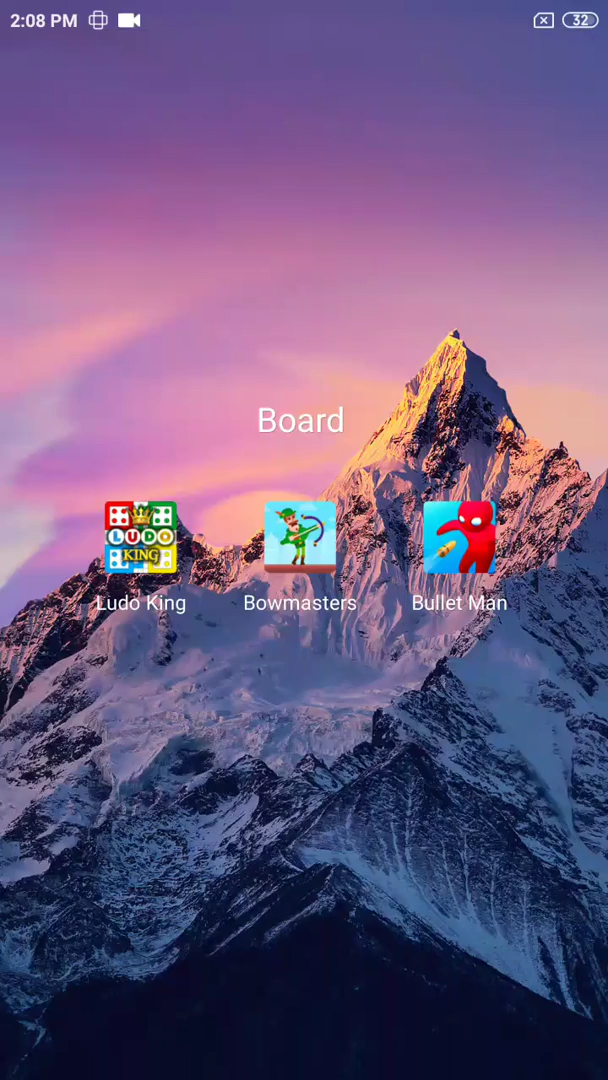 2:08 PM
32
Board
LUDO
KING
Ludo King
Bowmasters
Bullet Man